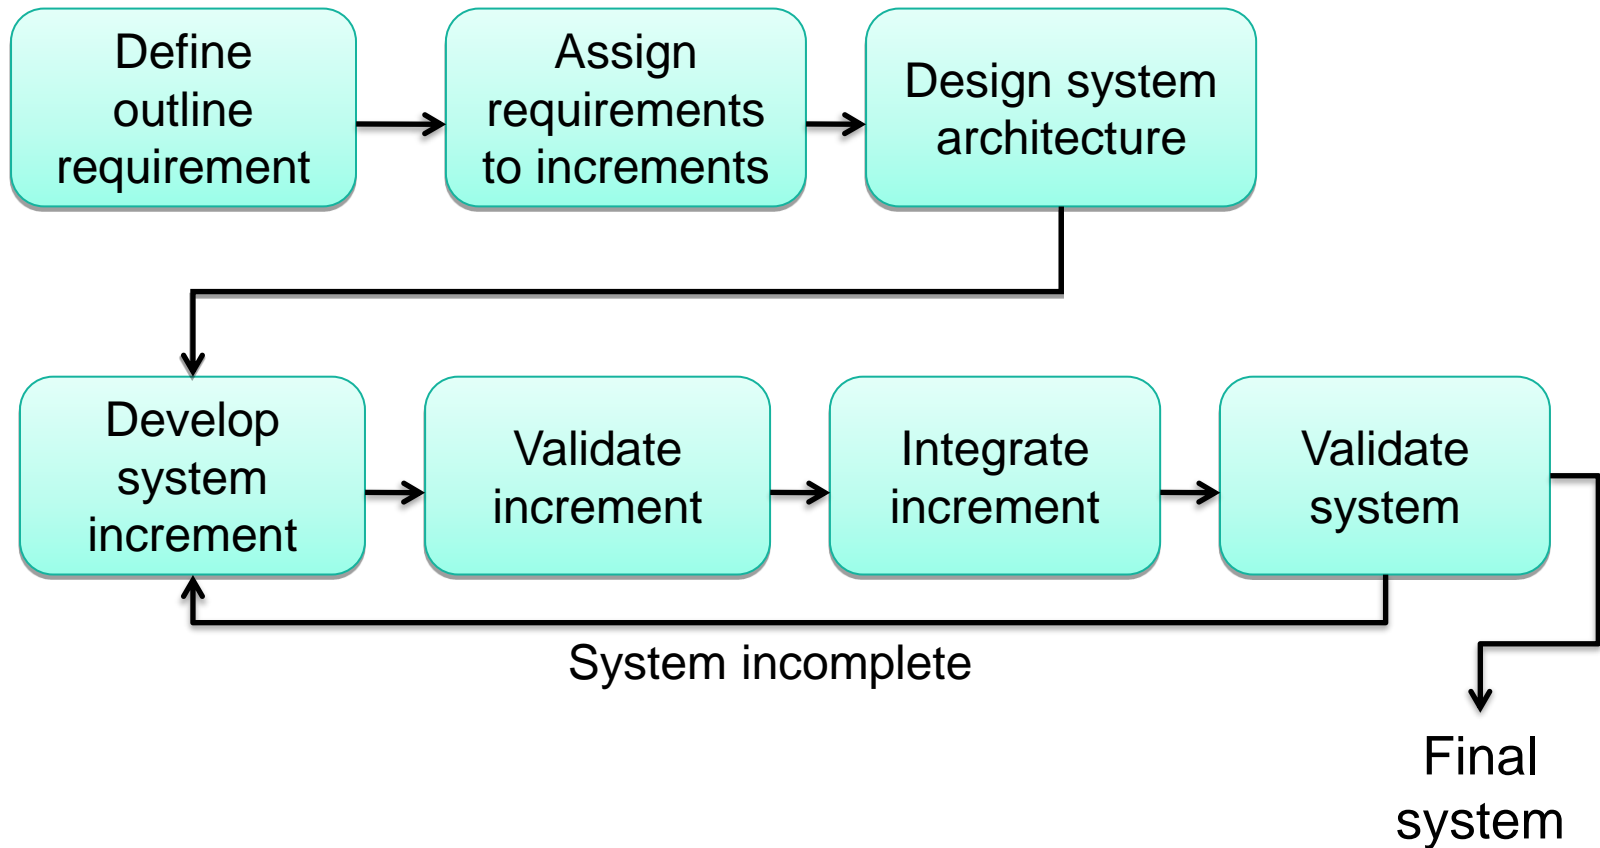 Define
outline
requirement
Assign
requirements
to increments
Design system
architecture
Develop
system
increment
Validate
increment
Integrate
increment
Validate
system
System incomplete
Final
system